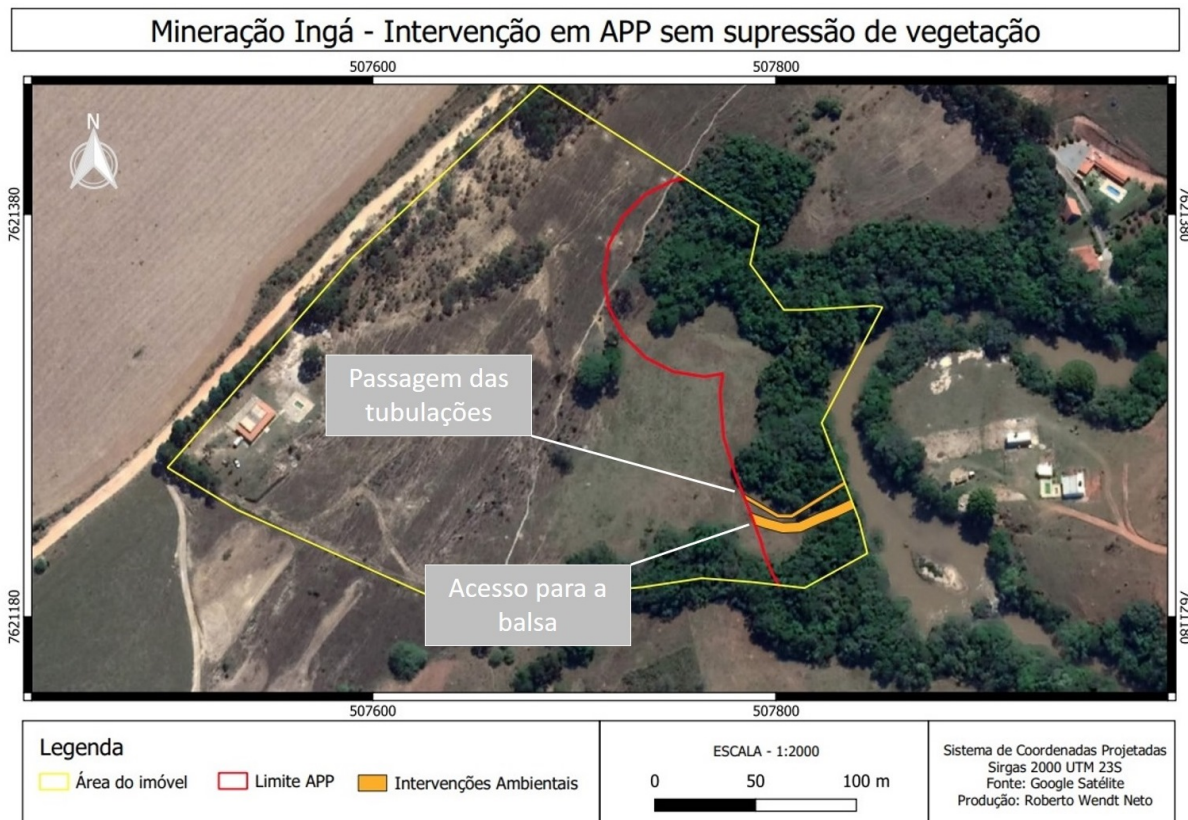 Mineração Ingá - Intervenção em APP sem supressão de vegetação
507600
507800
N
7621380
7621380
Passagem das
tubulações
Acesso para a
balsa
7621180
7621180
507600
507800
Legenda
Área do imóvel
Limite APP
Intervenções Ambientais
ESCALA - 1:2000
0
50
100 m
Sistema de Coordenadas Projetadas
Sirgas 2000 UTM 23S
Fonte: Google Satélite
Produção: Roberto Wendt Neto